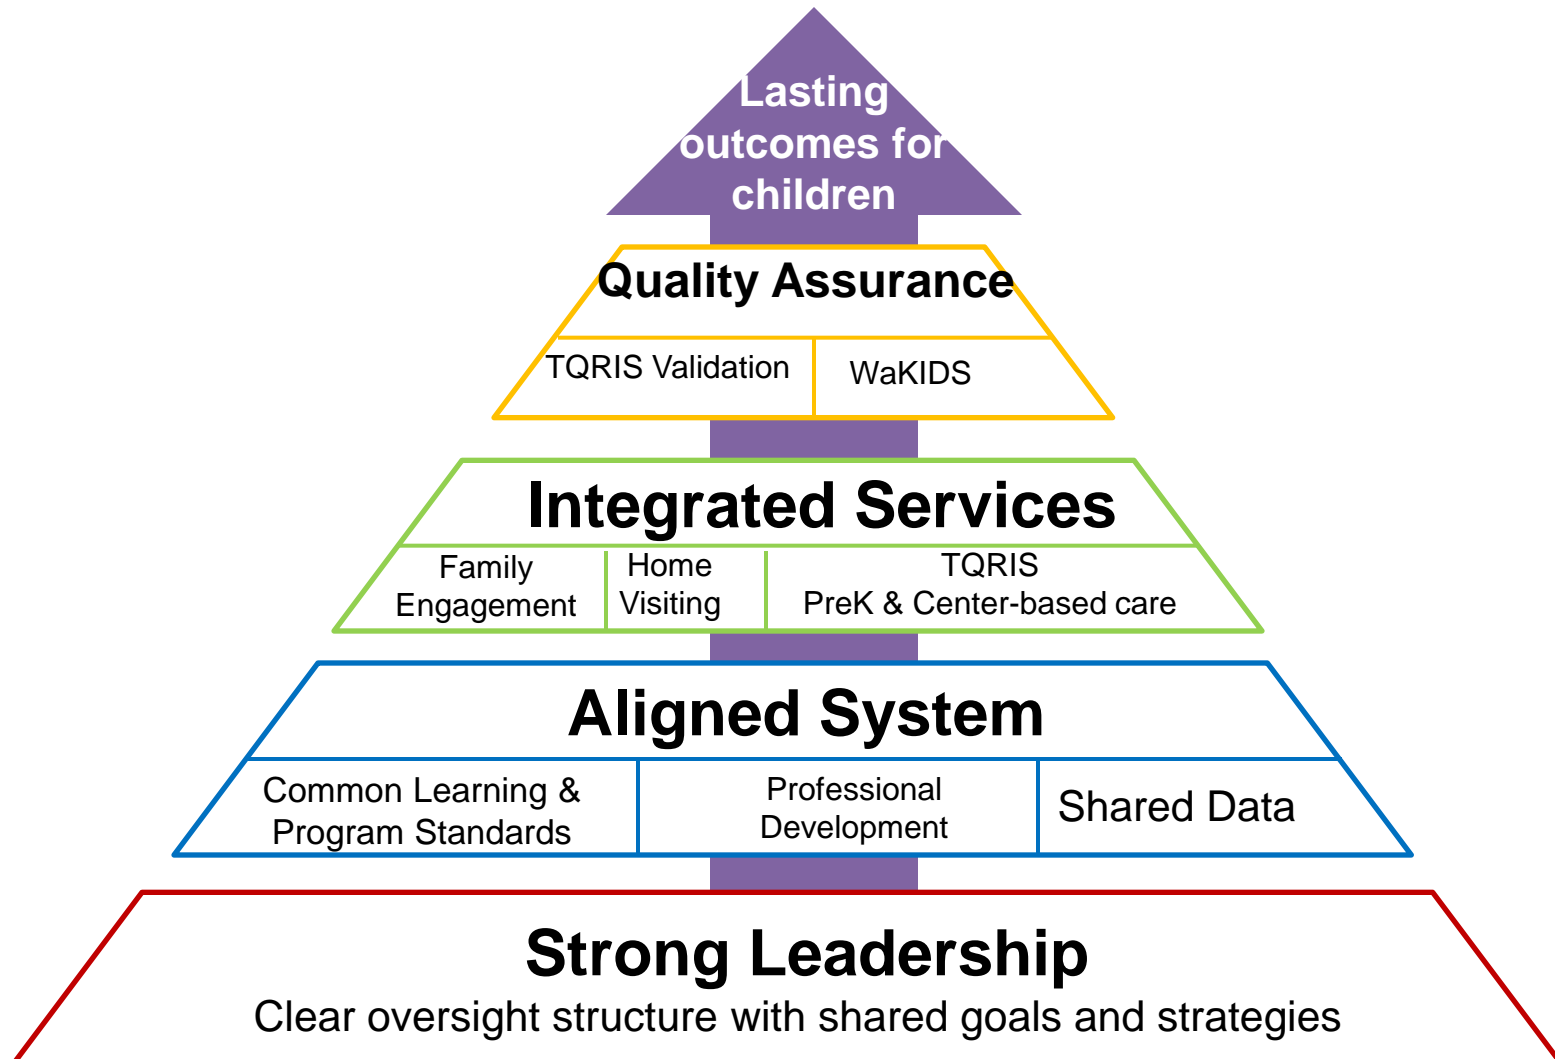 Lasting
outcomes for
children
Quality Assurance
TQRIS Validation
WaKIDS
Integrated Services
Family
Engagement
Home
Visiting
TQRIS
PreK & Center-based care
Aligned System
Common Learning &
Program Standards
Professional
Development
Shared Data
Strong Leadership
Clear oversight structure with shared goals and strategies